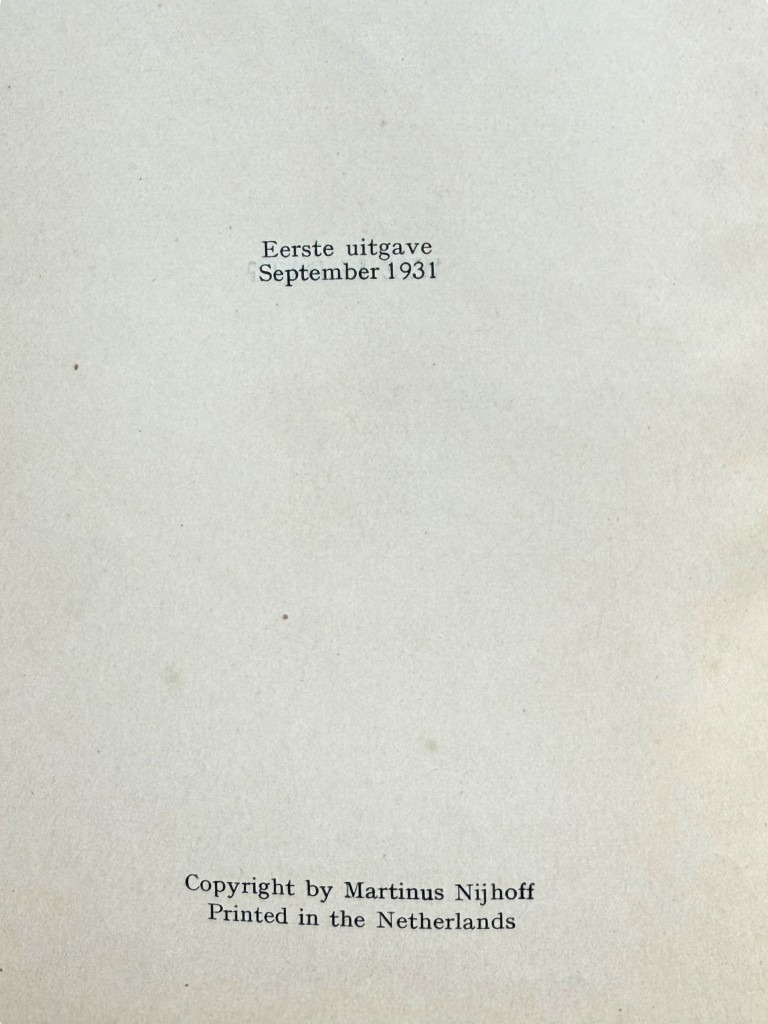 Eerste uitgave
September 1931
Copyright by Martinus Nijhoff
Printed in the Netherlands